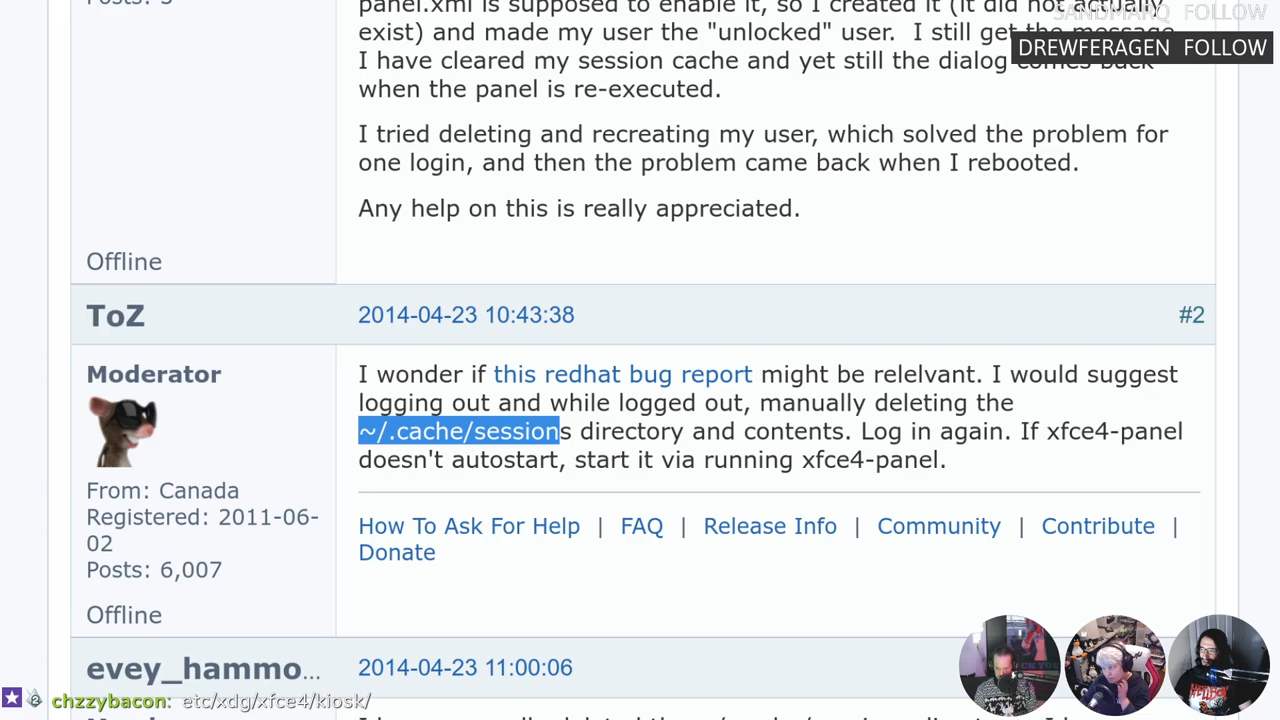 panel.xml is supposed to enable it, so I created it (it did not actually
SANDMARQ FOLLOW
exist) and made my user the "unlocked" user. I still get the message
DREWFERAGEN FOLLOW
I have cleared my session cache and yet still the dialog comes back
when the panel is re-executed.
I tried deleting and recreating my user, which solved the problem for
one login, and then the problem came back when I rebooted.
Any help on this is really appreciated.
Offline
ToZ
2014-04-23 10:43:38
#2
Moderator
I wonder if this redhat bug report might be relelvant. I would suggest
logging out and while logged out, manually deleting the
~/.cache/sessions directory and contents. Log in again. If xfce4-panel
doesn't autostart, start it via running xfce4-panel.
From: Canada
Registered: 2011-06-
02
Posts: 6,007
How To Ask For Help | FAQ | Release Info | Community | Contribute |
Donate
Offline
evey_hammo...
2014-04-23 11:00:06
chzzybacon: etc/xdg/xfce4/kiosk/